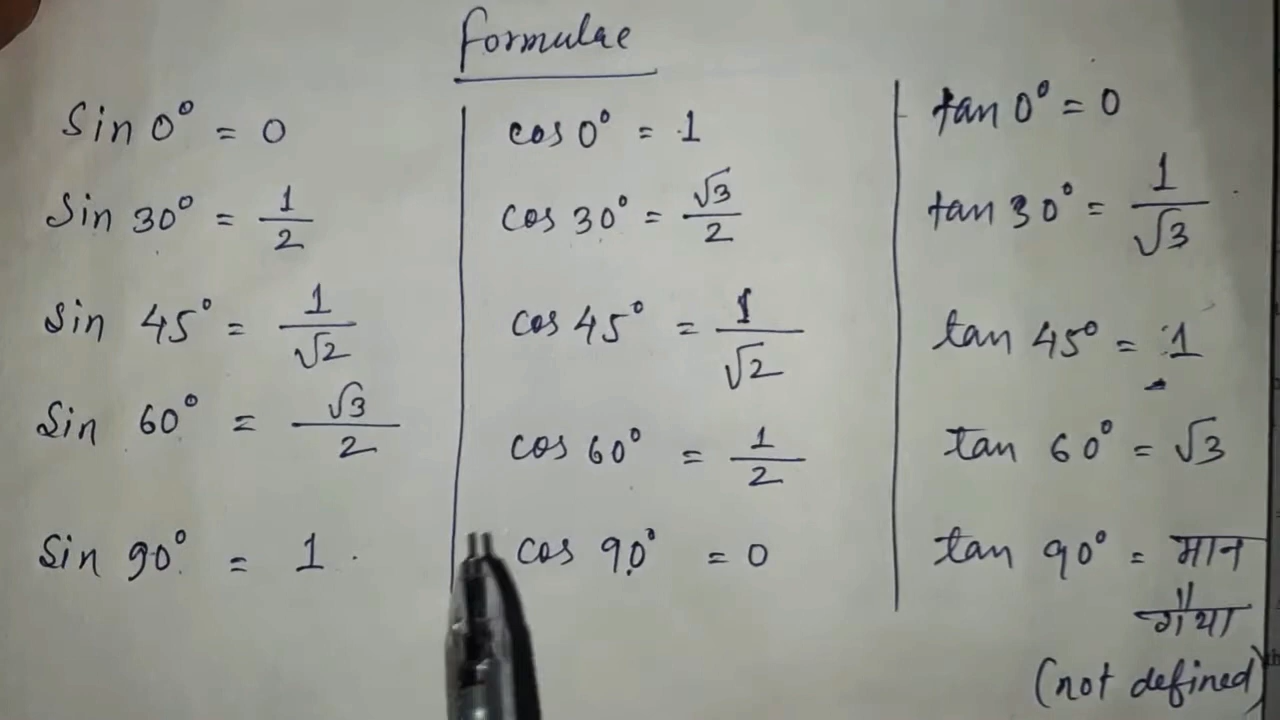 formulae
Sin 0° = 0
Sin 30° = 1/2
Sin 45° = 1/√2
Sin 60° = √3/2
Sin 90° = 1
cos 0° = 1
cos 30° = √3/2
cos 45° = 1/√2
cos 60° = 1/2
cos 90° = 0
tan 0° = 0
tan 30° = 1/√3
tan 45° = 1
tan 60° = √3
tan 90° = मान
गया
(not defined)